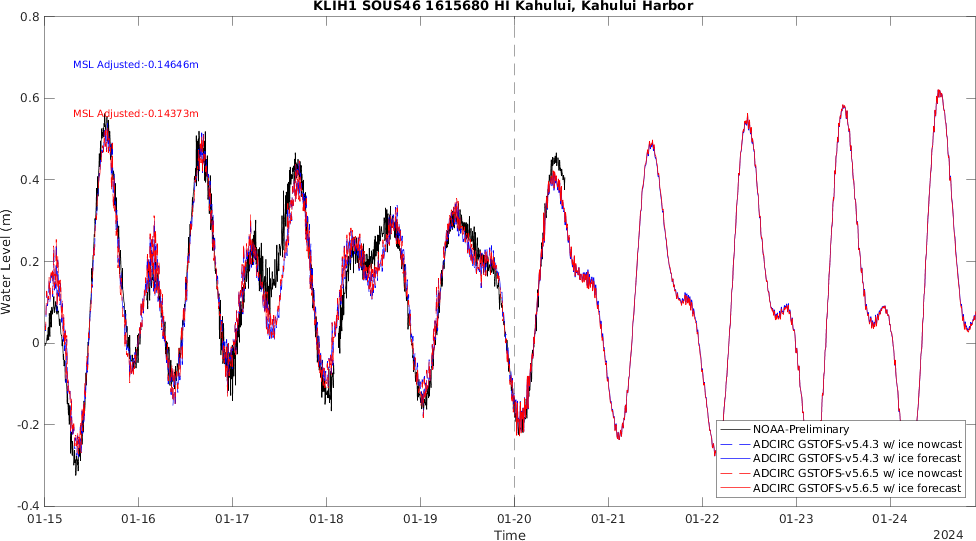 KLIH1 SOUS46 1615680 HI Kahului, Kahului Harbor
0.8
0.6
0.4
0.2
0
-0.2
-0.4
Water Level (m)
MSL Adjusted:-0.14646m
MSL Adjusted:-0.14373m
NOAA-Preliminary
ADCIRC GSTOFS-v5.4.3 w/ ice nowcast
ADCIRC GSTOFS-v5.4.3 w/ ice forecast
ADCIRC GSTOFS-v5.6.5 w/ ice nowcast
ADCIRC GSTOFS-v5.6.5 w/ ice forecast
01-15 01-16 01-17 01-18 01-19 01-20 01-21 01-22 01-23 01-24
Time
2024